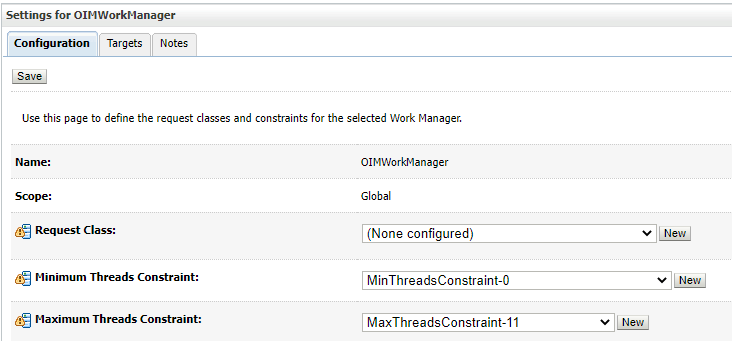 Settings for OIMWorkManager
Configuration Targets Notes
Save
Use this page to define the request classes and constraints for the selected Work Manager.
Name: OIMWorkManager
Scope: Global
Request Class: (None configured) New
Minimum Threads Constraint: MinThreadsConstraint-0 New
Maximum Threads Constraint: MaxThreadsConstraint-11 New